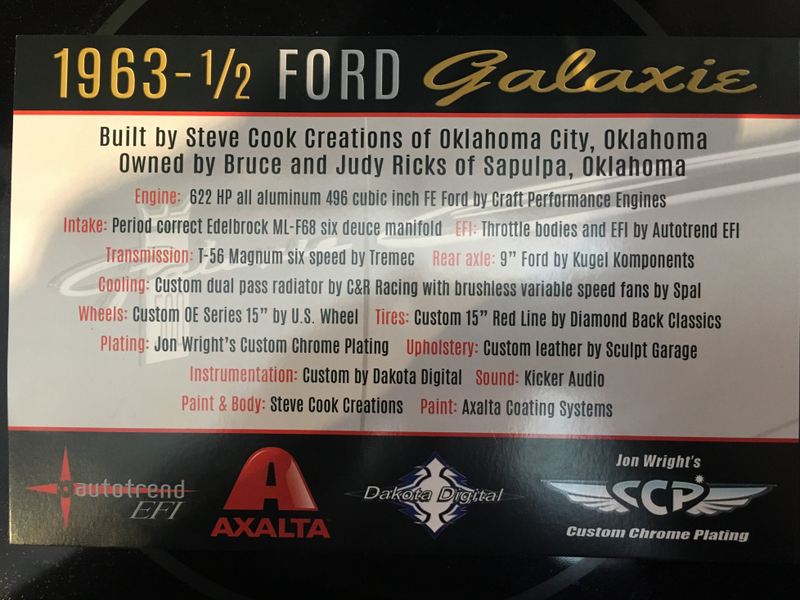 1963-1/2 FORD Galaxie
Built by Steve Cook Creations of Oklahoma City, Oklahoma
Owned by Bruce and Judy Ricks of Sapulpa, Oklahoma
Engine: 622 HP all aluminum 496 cubic inch FE Ford by Craft Performance Engines
Intake: Period correct Edelbrock ML-F68 six deuce manifold EFI: Throttle bodies and EFI by Autotrend EFI
Transmission: T-56 Magnum six speed by Tremec Rear axle: 9” Ford by Kugel Komponents
Cooling: Custom dual pass radiator by C&R Racing with brushless variable speed fans by Spal
Wheels: Custom OE Series 15” by U.S. Wheel Tires: Custom 15” Red Line by Diamond Back Classics
Plating: Jon Wright’s Custom Chrome Plating Upholstery: Custom leather by Sculpt Garage
Instrumentation: Custom by Dakota Digital Sound: Kicker Audio
Paint & Body: Steve Cook Creations Paint: Axalta Coating Systems
autotrend
EFI
AXALTA
Dakota Digital
Jon Wright's
CCP
Custom Chrome Plating